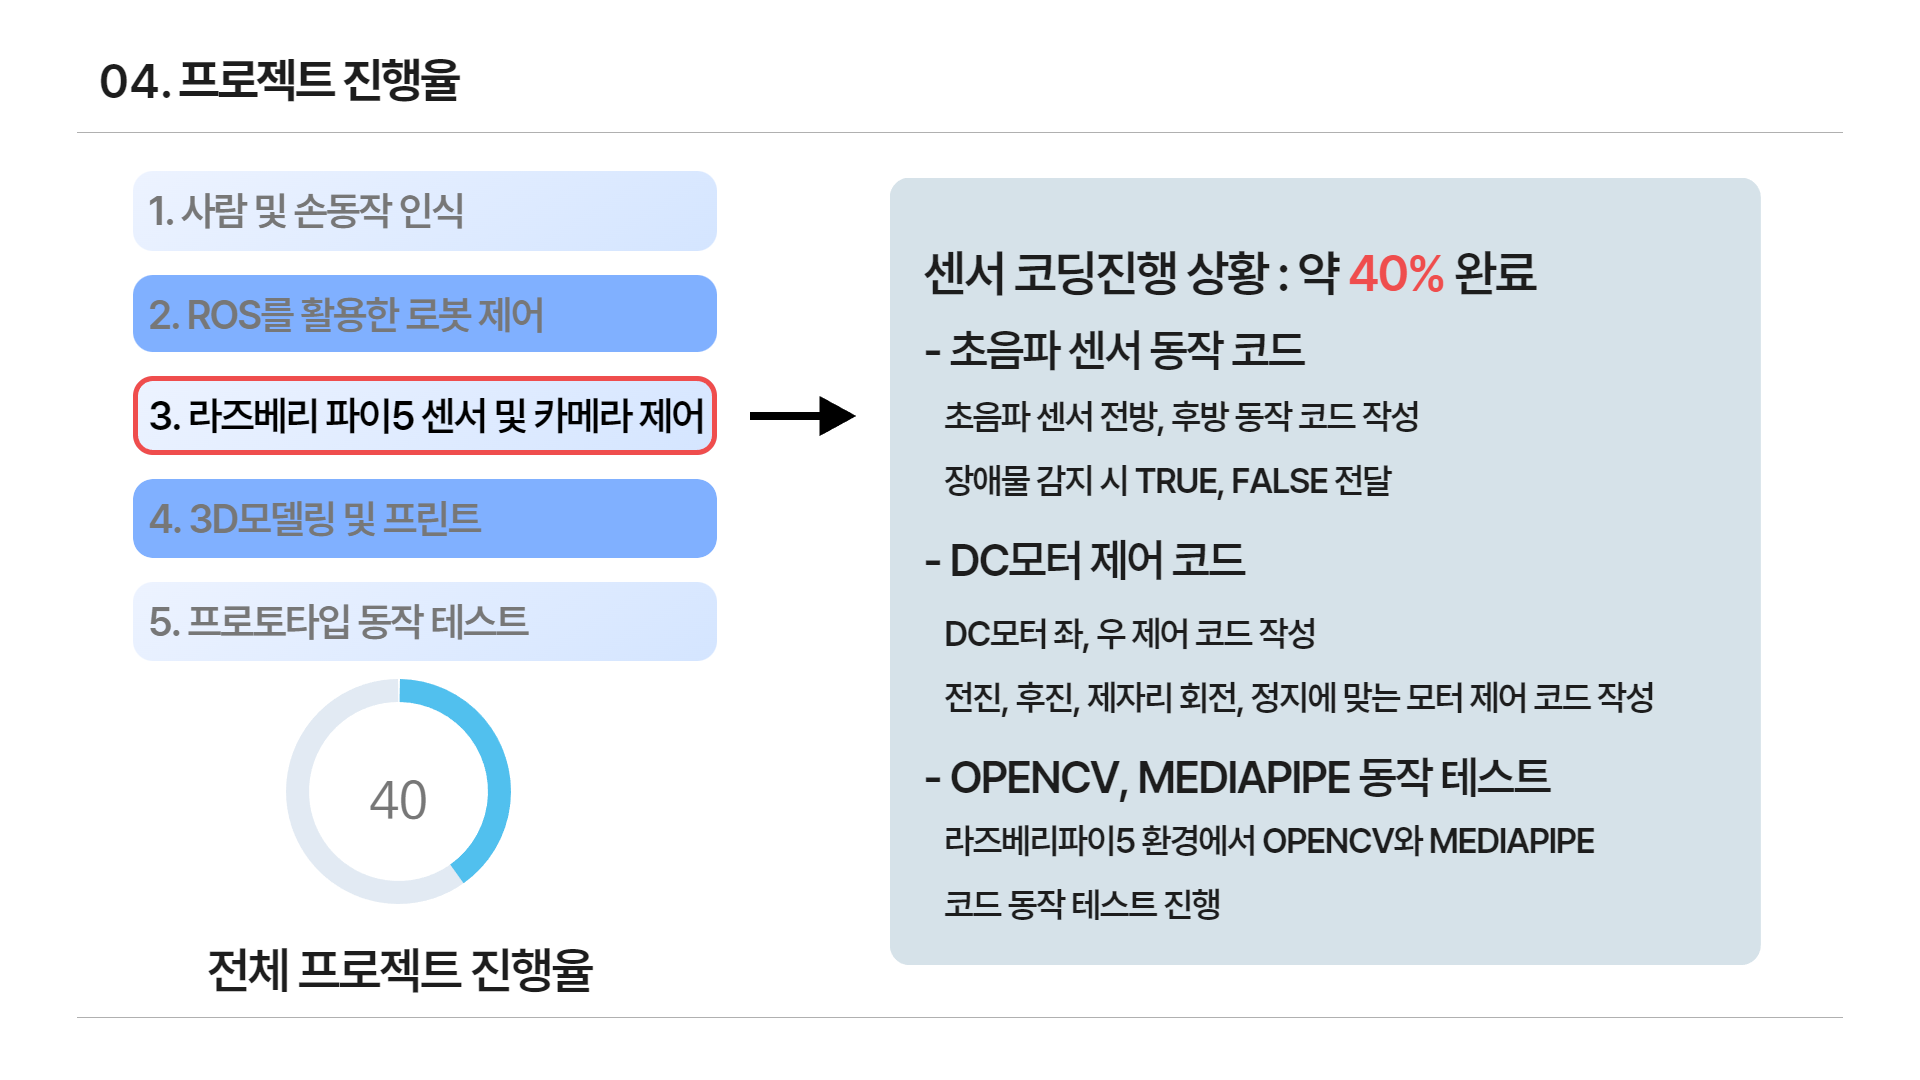 04. 프로젝트 진행율
1. 사람 및 손동작 인식
2. ROS를 활용한 로봇 제어
3. 라즈베리 파이5 센서 및 카메라 제어
4. 3D모델링 및 프린트
5. 프로토타입 동작 테스트
40
전체 프로젝트 진행율
센서 코딩진행 상황 : 약 40% 완료
- 초음파 센서 동작 코드
초음파 센서 전방, 후방 동작 코드 작성
장애물 감지 시 TRUE, FALSE 전달
- DC모터 제어 코드
DC모터 좌, 우 제어 코드 작성
전진, 후진, 제자리 회전, 정지에 맞는 모터 제어 코드 작성
- OPENCV, MEDIAPIPE 동작 테스트
라즈베리파이5 환경에서 OPENCV와 MEDIAPIPE
코드 동작 테스트 진행